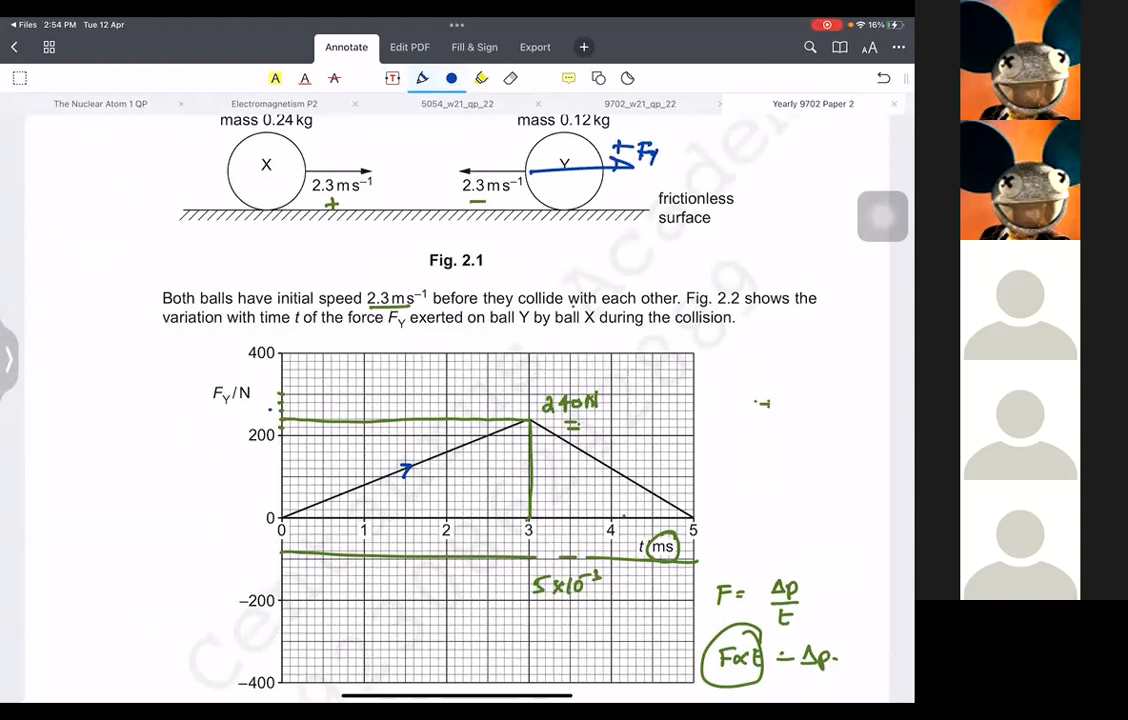 Files 2:54 PM Tue 12 Apr
16%
Annotate Edit PDF Fill & Sign Export
A A A T AA
The Nuclear Atom 1 QP Electromagnetism P2 5054_w21_qp_22 9702_w21_qp_22 Yearly 9702 Paper 2
mass 0.24 kg mass 0.12 kg
X Y + FY
2.3 m s⁻¹ 2.3 m s⁻¹
+ −
frictionless
surface
Fig. 2.1
Both balls have initial speed 2.3 m s⁻¹ before they collide with each other. Fig. 2.2 shows the
variation with time t of the force FY exerted on ball Y by ball X during the collision.
400
FY / N
240N
200
0
0 1 2 3 4 5
t / ms
5×10⁻³
F = Δp
t
−200
F×t = Δp
−400